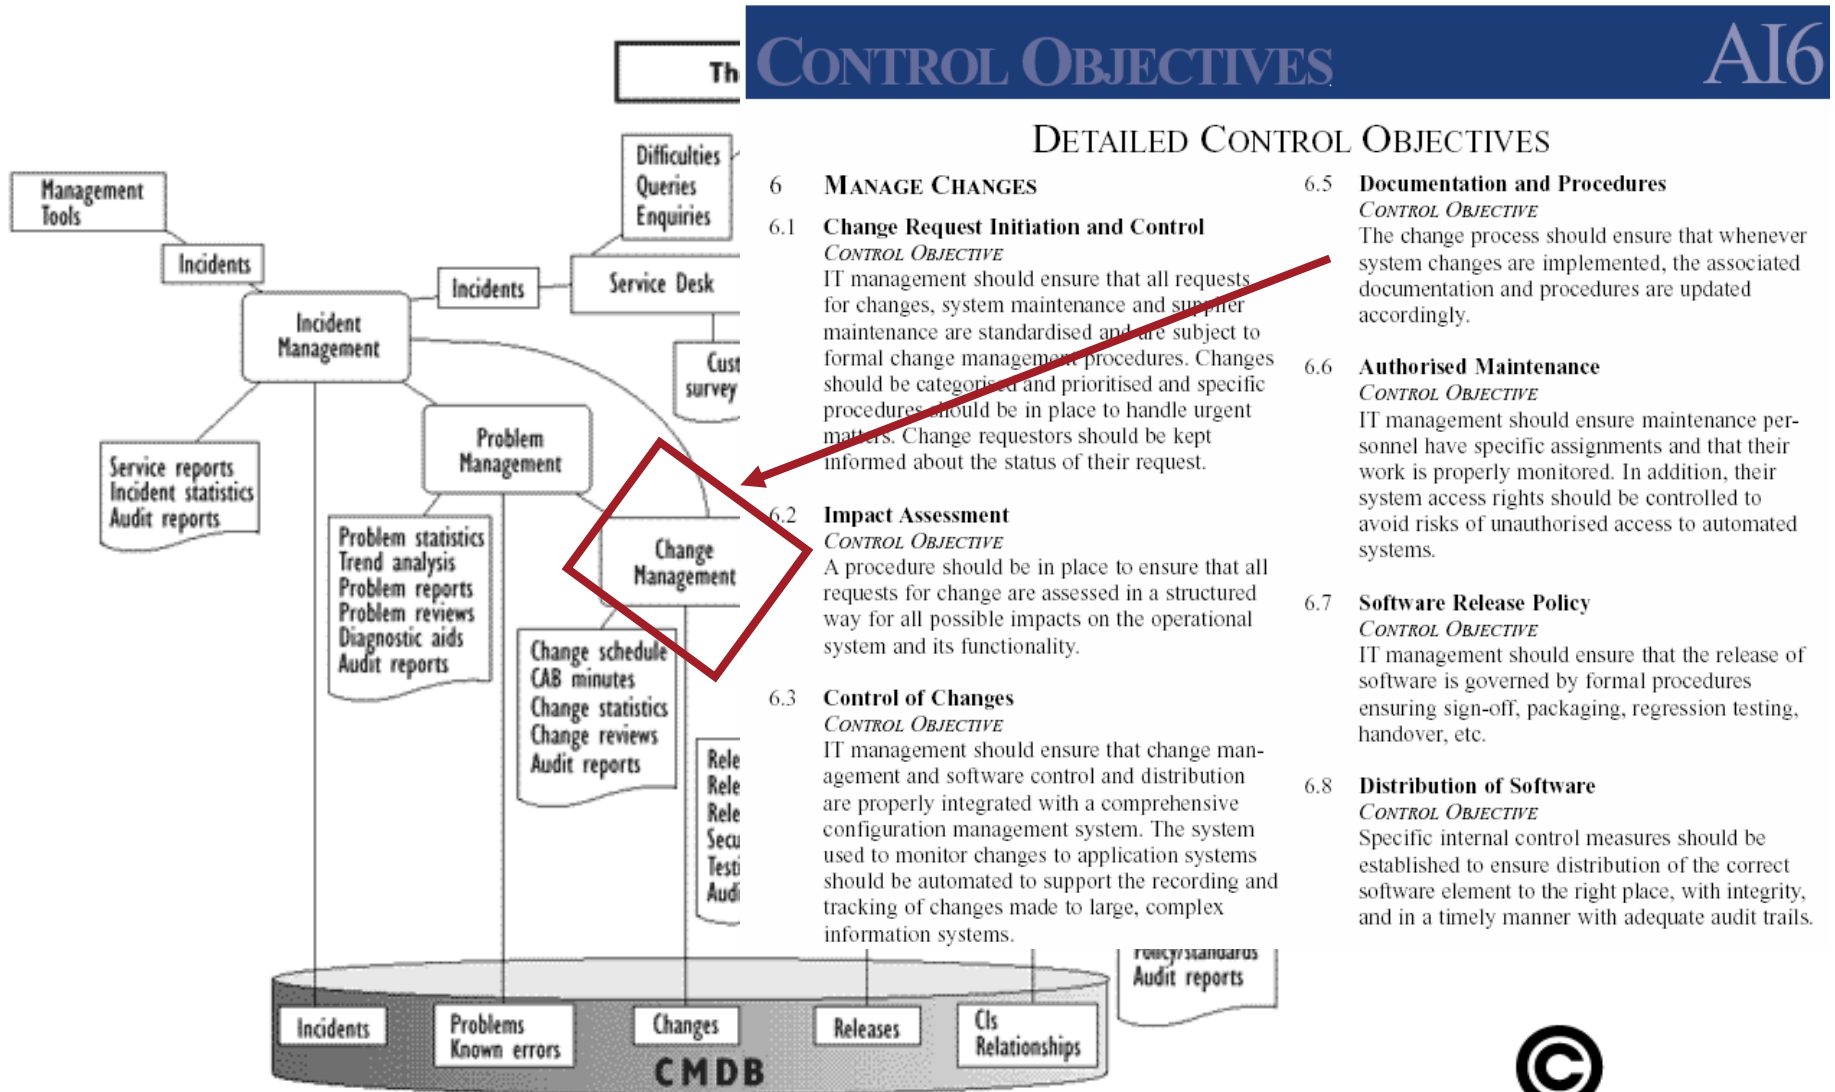 Th
CONTROL OBJECTIVES
AI6
Management
Tools
Incidents
Incidents
Difficulties
Queries
Enquiries
Service Desk
Incident
Management
Cust
survey
Problem
Management
Service reports
Incident statistics
Audit reports
Problem statistics
Trend analysis
Problem reports
Problem reviews
Diagnostic aids
Audit reports
Change
Management
Change schedule
CAB minutes
Change statistics
Change reviews
Audit reports
Rele
Rele
Rele
Secu
Testi
Audi
Policy/standards
Audit reports
Incidents
Problems
Known errors
Changes
Releases
CIs
Relationships
CMDB
DETAILED CONTROL OBJECTIVES
6 MANAGE CHANGES
6.1 Change Request Initiation and Control
CONTROL OBJECTIVE
IT management should ensure that all requests
for changes, system maintenance and supplier
maintenance are standardised and are subject to
formal change management procedures. Changes
should be categorised and prioritised and specific
procedures should be in place to handle urgent
matters. Change requestors should be kept
informed about the status of their request.
6.2 Impact Assessment
CONTROL OBJECTIVE
A procedure should be in place to ensure that all
requests for change are assessed in a structured
way for all possible impacts on the operational
system and its functionality.
6.3 Control of Changes
CONTROL OBJECTIVE
IT management should ensure that change man-
agement and software control and distribution
are properly integrated with a comprehensive
configuration management system. The system
used to monitor changes to application systems
should be automated to support the recording and
tracking of changes made to large, complex
information systems.
6.5 Documentation and Procedures
CONTROL OBJECTIVE
The change process should ensure that whenever
system changes are implemented, the associated
documentation and procedures are updated
accordingly.
6.6 Authorised Maintenance
CONTROL OBJECTIVE
IT management should ensure maintenance per-
sonnel have specific assignments and that their
work is properly monitored. In addition, their
system access rights should be controlled to
avoid risks of unauthorised access to automated
systems.
6.7 Software Release Policy
CONTROL OBJECTIVE
IT management should ensure that the release of
software is governed by formal procedures
ensuring sign-off, packaging, regression testing,
handover, etc.
6.8 Distribution of Software
CONTROL OBJECTIVE
Specific internal control measures should be
established to ensure distribution of the correct
software element to the right place, with integrity,
and in a timely manner with adequate audit trails.
©